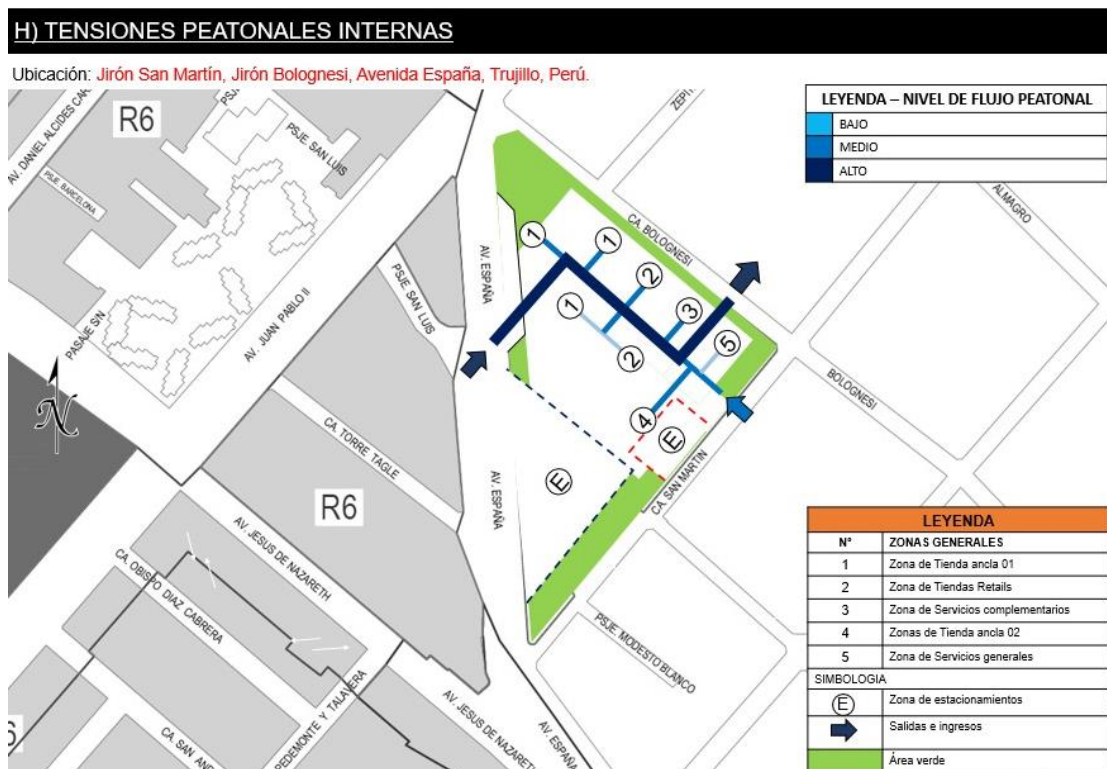 H) TENSIONES PEATONALES INTERNAS
Ubicación: Jirón San Martín, Jirón Bolognesi, Avenida España, Trujillo, Perú.
LEYENDA – NIVEL DE FLUJO PEATONAL
BAJO
MEDIO
ALTO
R6
AV. DANIEL ALCIDES CAR
PSJE. SAN LUIS
PSJE. BARCELONA
ZEPIT
ALMAGRO
CA. BOLOGNESI
AV. ESPAÑA
PSJE. SAN LUIS
AV. JUAN PABLO II
PASAJE S/N
N
1
1
2
1
3
2
5
4
E
E
BOLOGNESI
CA. SAN MARTIN
CA. TORRE TAGLE
AV. ESPAÑA
R6
AV. JESUS DE NAZARETH
CA. OBISPO DIAZ CABRERA
PSJE. MODESTO BLANCO
AV. JESUS DE NAZARETH
REDEMONTE Y TALAVERA
CA. SAN AND
AV. ESPAÑA
6
LEYENDA
N° ZONAS GENERALES
1 Zona de Tienda ancla 01
2 Zona de Tiendas Retails
3 Zona de Servicios complementarios
4 Zonas de Tienda ancla 02
5 Zona de Servicios generales
SIMBOLOGIA
E Zona de estacionamientos
Salidas e ingresos
Área verde